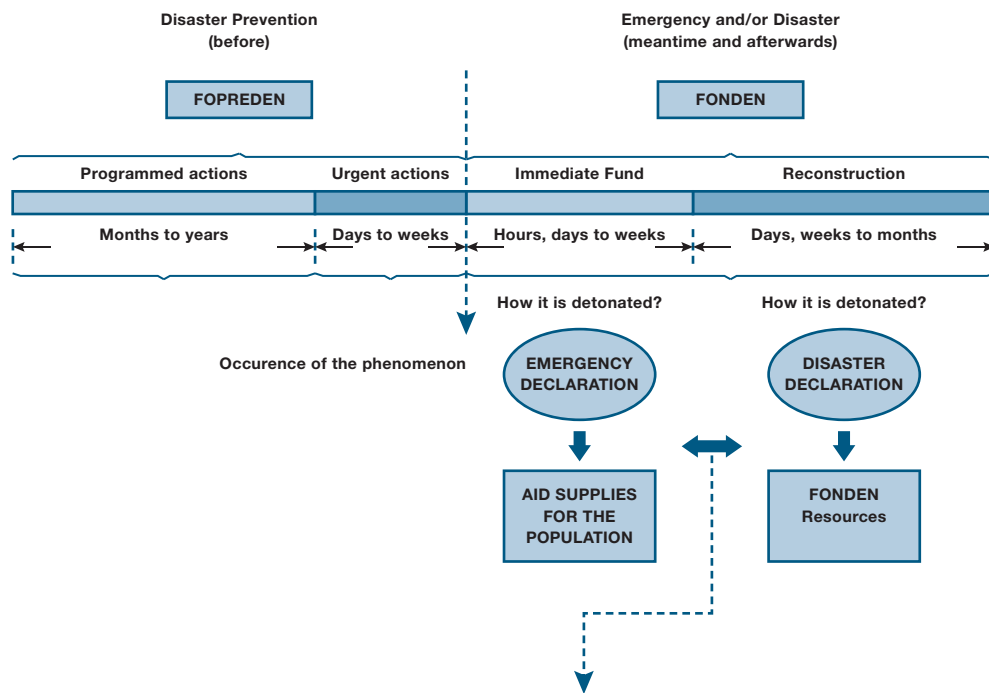 Disaster Prevention
(before)
Emergency and/or Disaster
(meantime and afterwards)
FOPREDEN
FONDEN
Programmed actions
Urgent actions
Immediate Fund
Reconstruction
Months to years
Days to weeks
Hours, days to weeks
Days, weeks to months
How it is detonated?
How it is detonated?
Occurence of the phenomenon
EMERGENCY
DECLARATION
DISASTER
DECLARATION
AID SUPPLIES
FOR THE
POPULATION
FONDEN
Resources